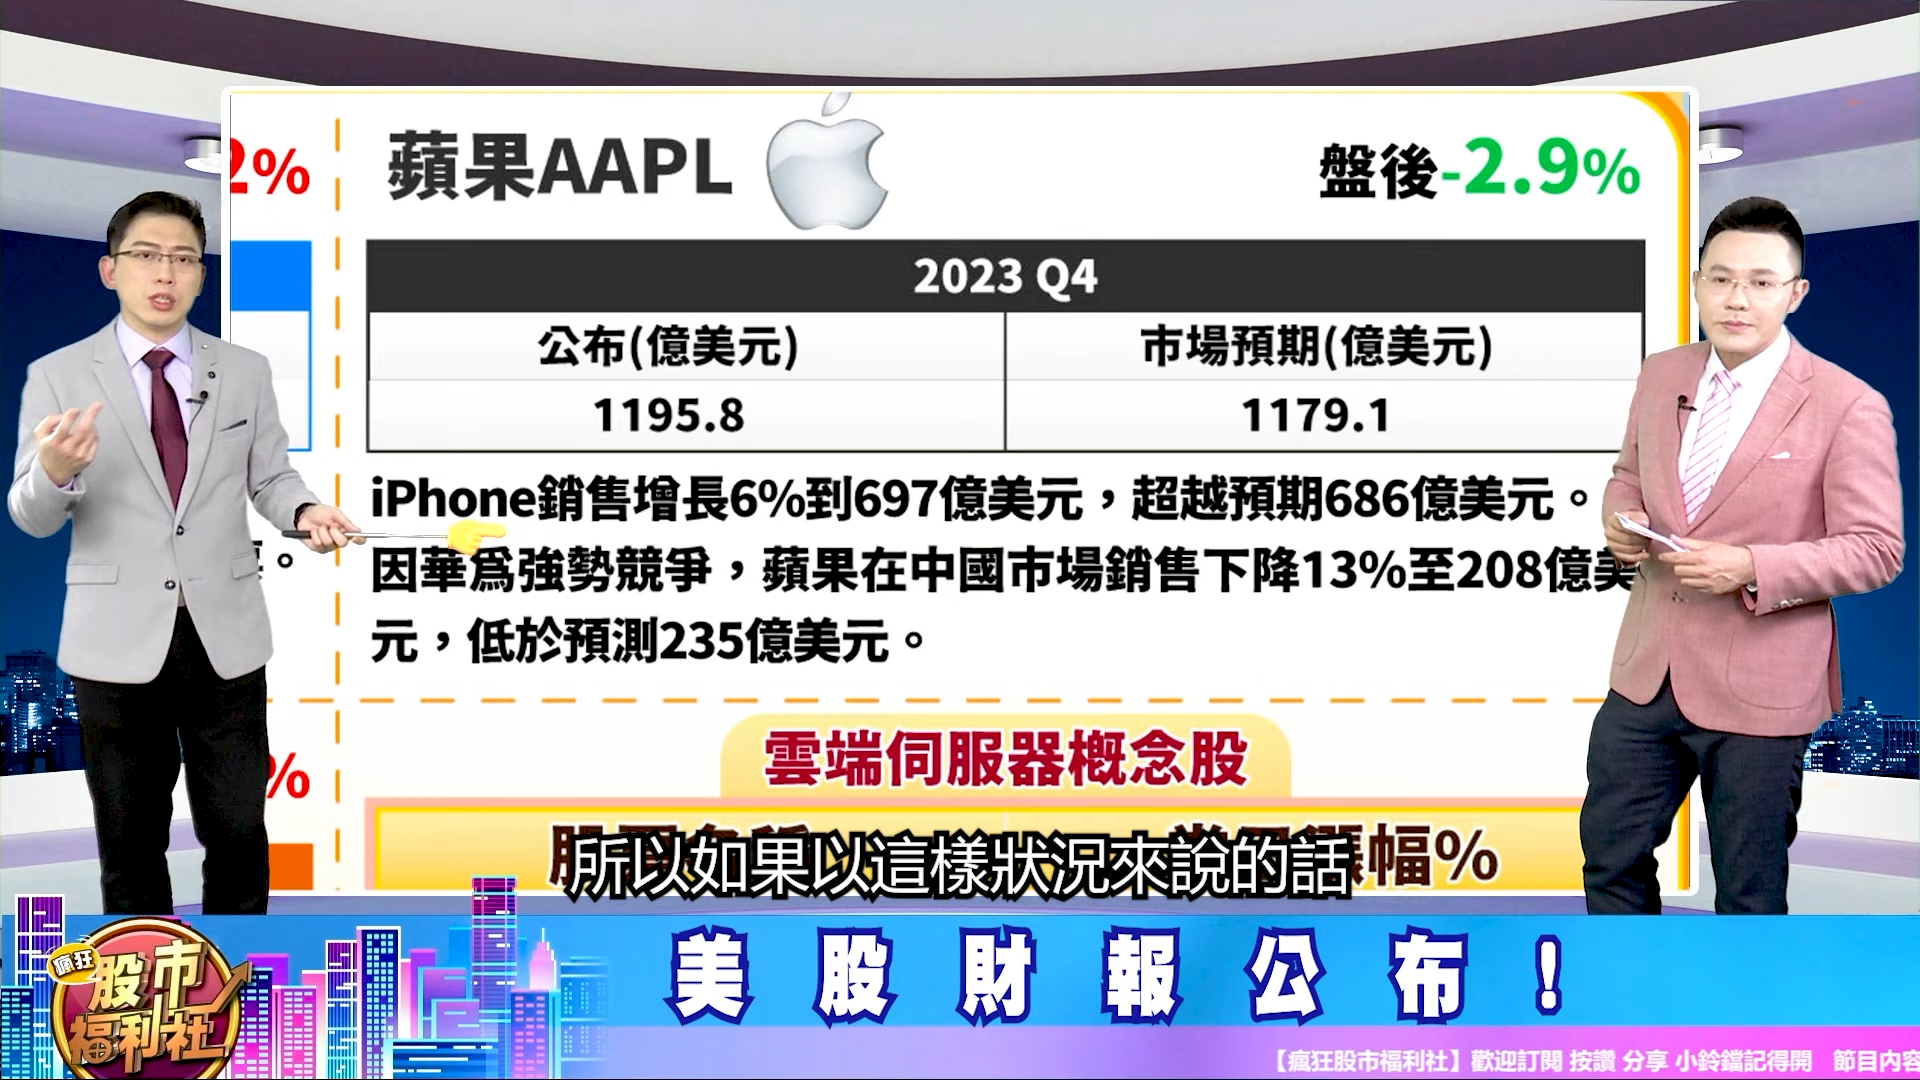 2%
蘋果AAPL
盤後-2.9%
2023 Q4
公布(億美元)
市場預期(億美元)
1195.8
1179.1
iPhone銷售增長6%到697億美元，超越預期686億美元。
因華為強勢競爭，蘋果在中國市場銷售下降13%至208億美
元，低於預測235億美元。
。
%
雲端伺服器概念股
幅%
所以如果以這樣狀況來說的話
美股財報公布！
瘋狂
股市
福利社
【瘋狂股市福利社】歡迎訂閱 按讚 分享 小鈴鐺記得開 節目內容